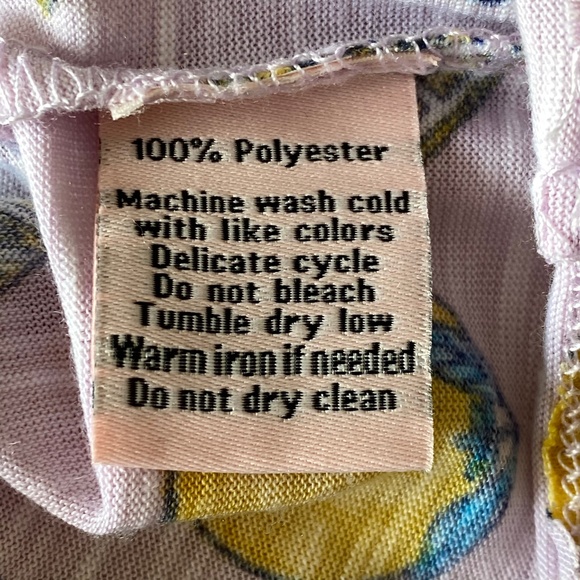 100% Polyester
Machine wash cold
with like colors
Delicate cycle
Do not bleach
Tumble dry low
Warm iron if needed
Do not dry clean